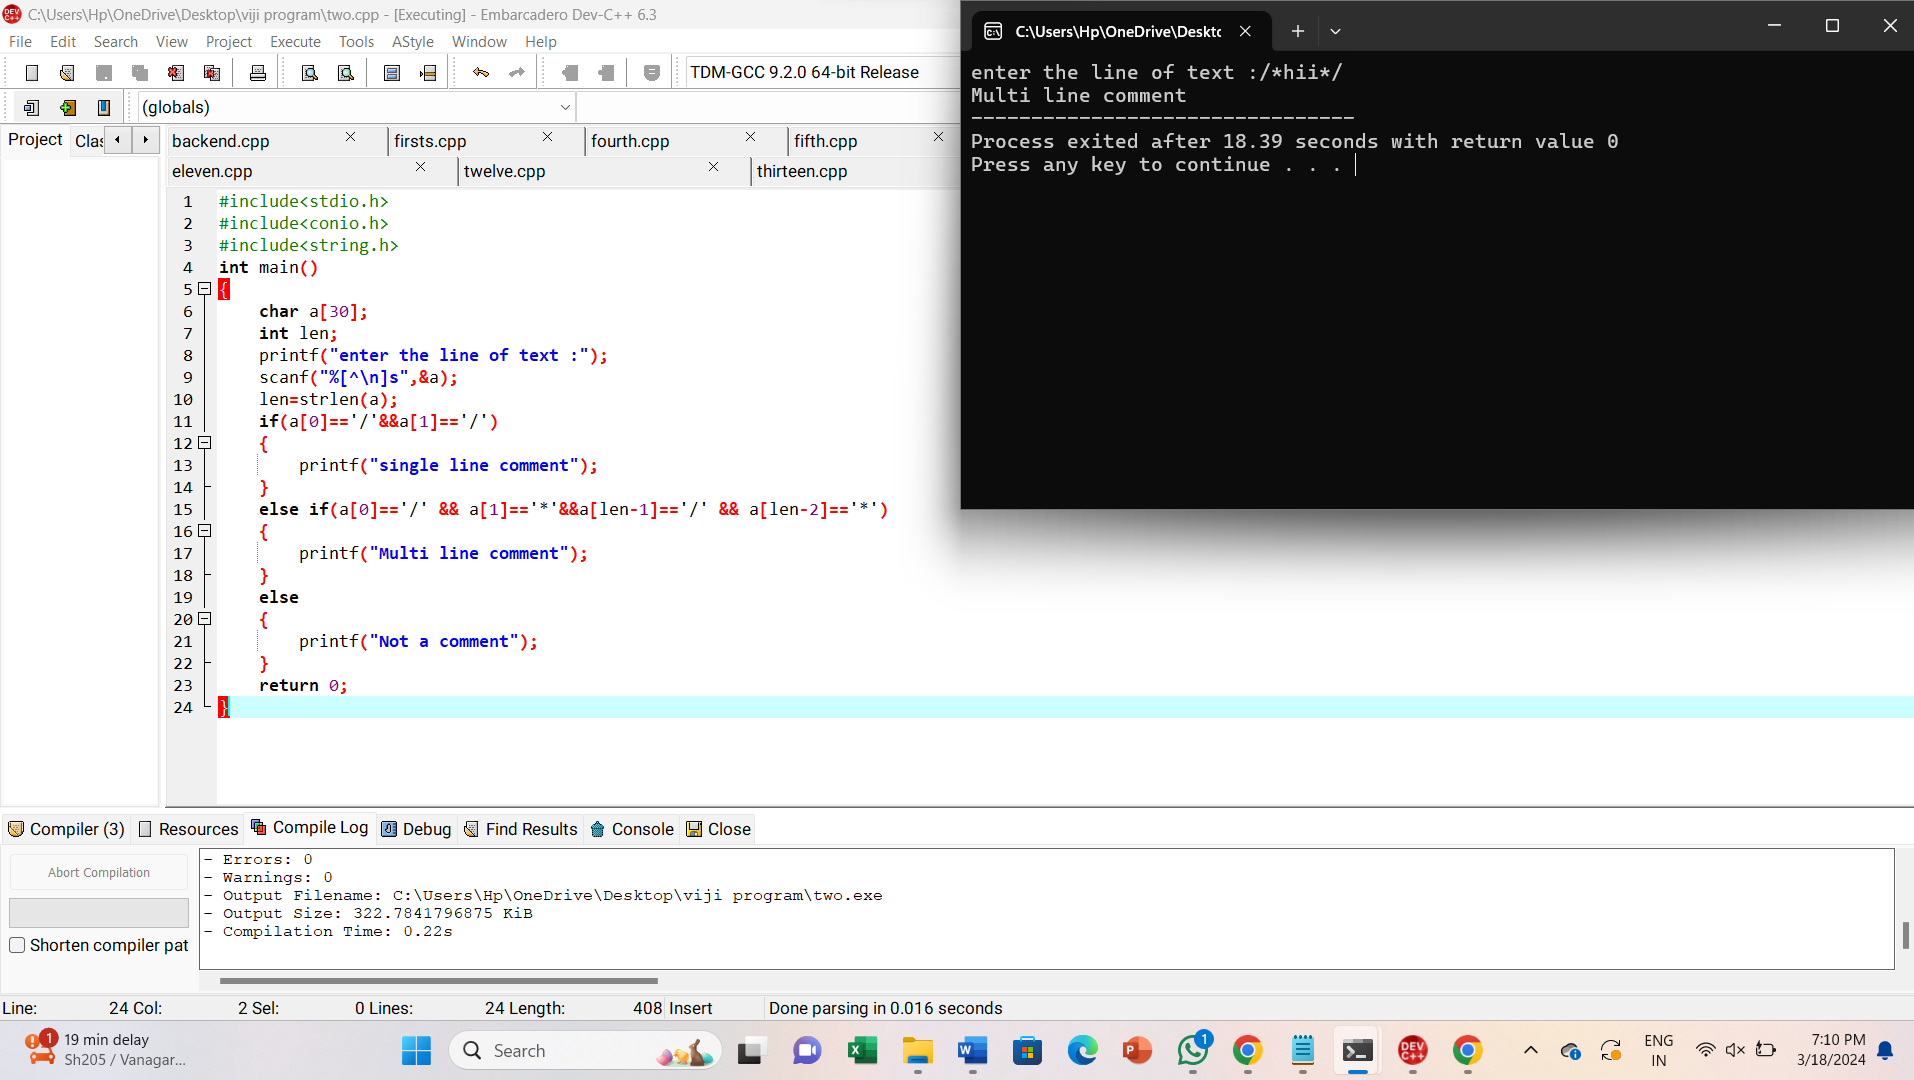 C:\Users\Hp\OneDrive\Desktop\viji program\two.cpp - [Executing] - Embarcadero Dev-C++ 6.3
File Edit Search View Project Execute Tools AStyle Window Help
TDM-GCC 9.2.0 64-bit Release
(globals)
Project Clas
backend.cpp firsts.cpp fourth.cpp fifth.cpp
eleven.cpp twelve.cpp thirteen.cpp
1 #include<stdio.h>
2 #include<conio.h>
3 #include<string.h>
4 int main()
5 {
6 char a[30];
7 int len;
8 printf("enter the line of text :");
9 scanf("%[^\n]s",&a);
10 len=strlen(a);
11 if(a[0]=='/'&&a[1]=='/')
12 {
13 printf("single line comment");
14 }
15 else if(a[0]=='/' && a[1]=='*'&&a[len-1]=='/' && a[len-2]=='*')
16 {
17 printf("Multi line comment");
18 }
19 else
20 {
21 printf("Not a comment");
22 }
23 return 0;
24 }
C:\Users\Hp\OneDrive\Deskto
enter the line of text :/*hii*/
Multi line comment
--------------------------------
Process exited after 18.39 seconds with return value 0
Press any key to continue . . .
Compiler (3) Resources Compile Log Debug Find Results Console Close
Abort Compilation
Shorten compiler pat
- Errors: 0
- Warnings: 0
- Output Filename: C:\Users\Hp\OneDrive\Desktop\viji program\two.exe
- Output Size: 322.7841796875 KiB
- Compilation Time: 0.22s
Line: 24 Col: 2 Sel: 0 Lines: 24 Length: 408 Insert Done parsing in 0.016 seconds
1
19 min delay
Sh205 / Vanagar...
Search
1
DEV C++
ENG
IN
7:10 PM
3/18/2024